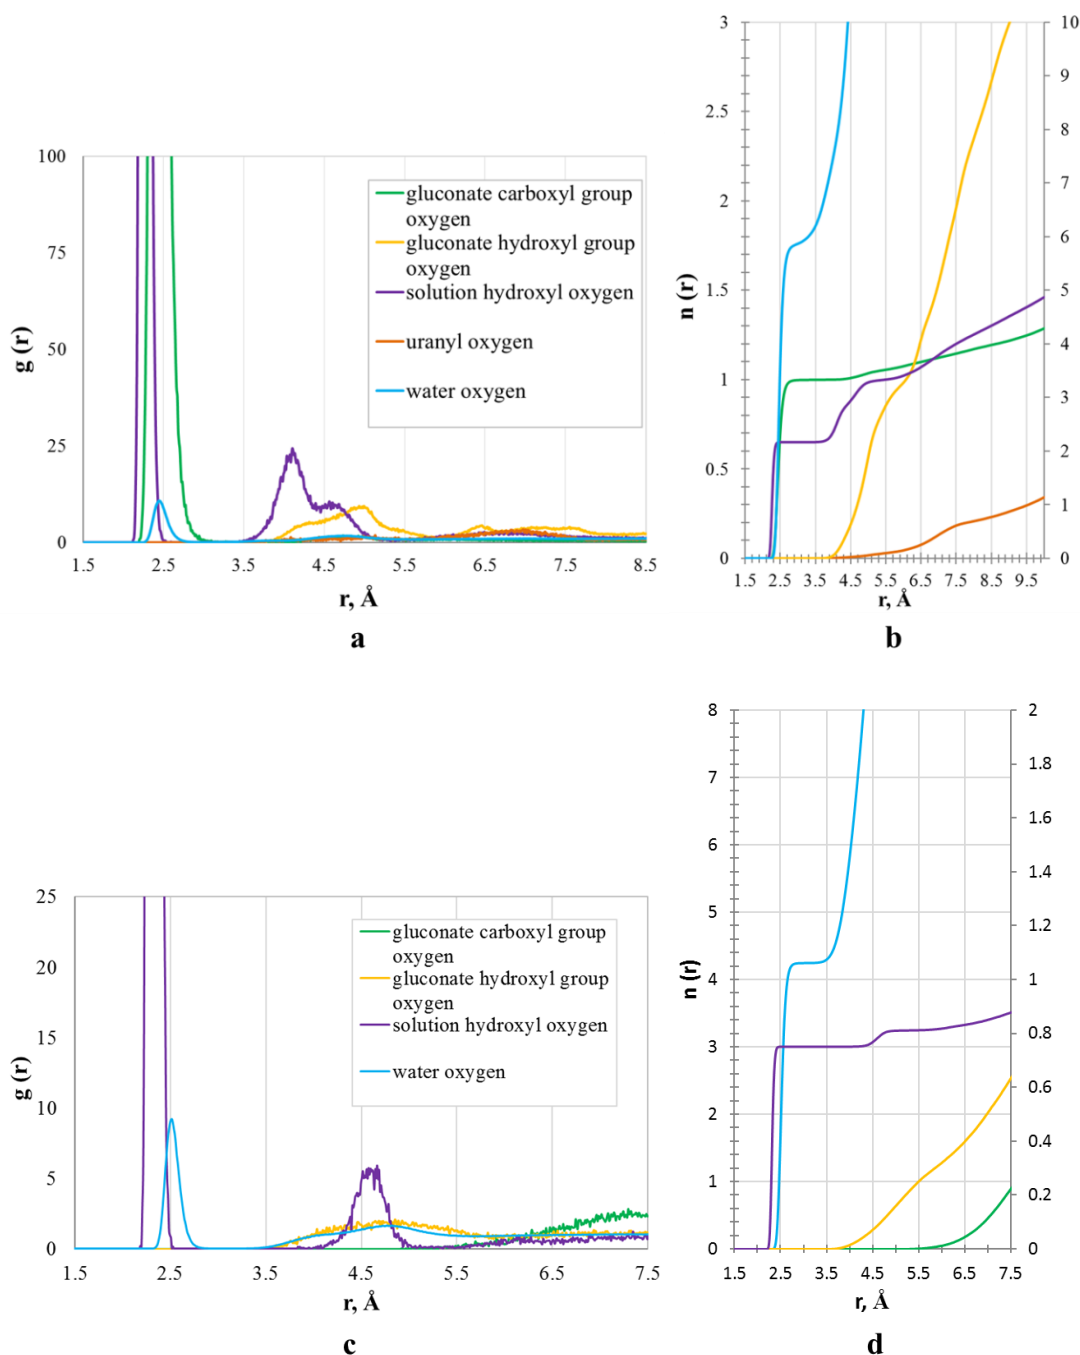 100
75
50
25
0
g (r)
1.5 2.5 3.5 4.5 5.5 6.5 7.5 8.5
r, Å
gluconate carboxyl group
oxygen
gluconate hydroxyl group
oxygen
solution hydroxyl oxygen
uranyl oxygen
water oxygen
a
3
2.5
2
1.5
1
0.5
0
n (r)
10
9
8
7
6
5
4
3
2
1
0
1.5 2.5 3.5 4.5 5.5 6.5 7.5 8.5 9.5
r, Å
b
25
20
15
10
5
0
g (r)
1.5 2.5 3.5 4.5 5.5 6.5 7.5
r, Å
gluconate carboxyl group
oxygen
gluconate hydroxyl group
oxygen
solution hydroxyl oxygen
water oxygen
c
8
7
6
5
4
3
2
1
0
n (r)
2
1.8
1.6
1.4
1.2
1
0.8
0.6
0.4
0.2
0
1.5 2.5 3.5 4.5 5.5 6.5 7.5
r, Å
d